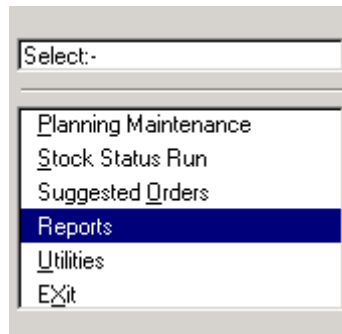 Select:-
Planning Maintenance
Stock Status Run
Suggested Orders
Reports
Utilities
EXit